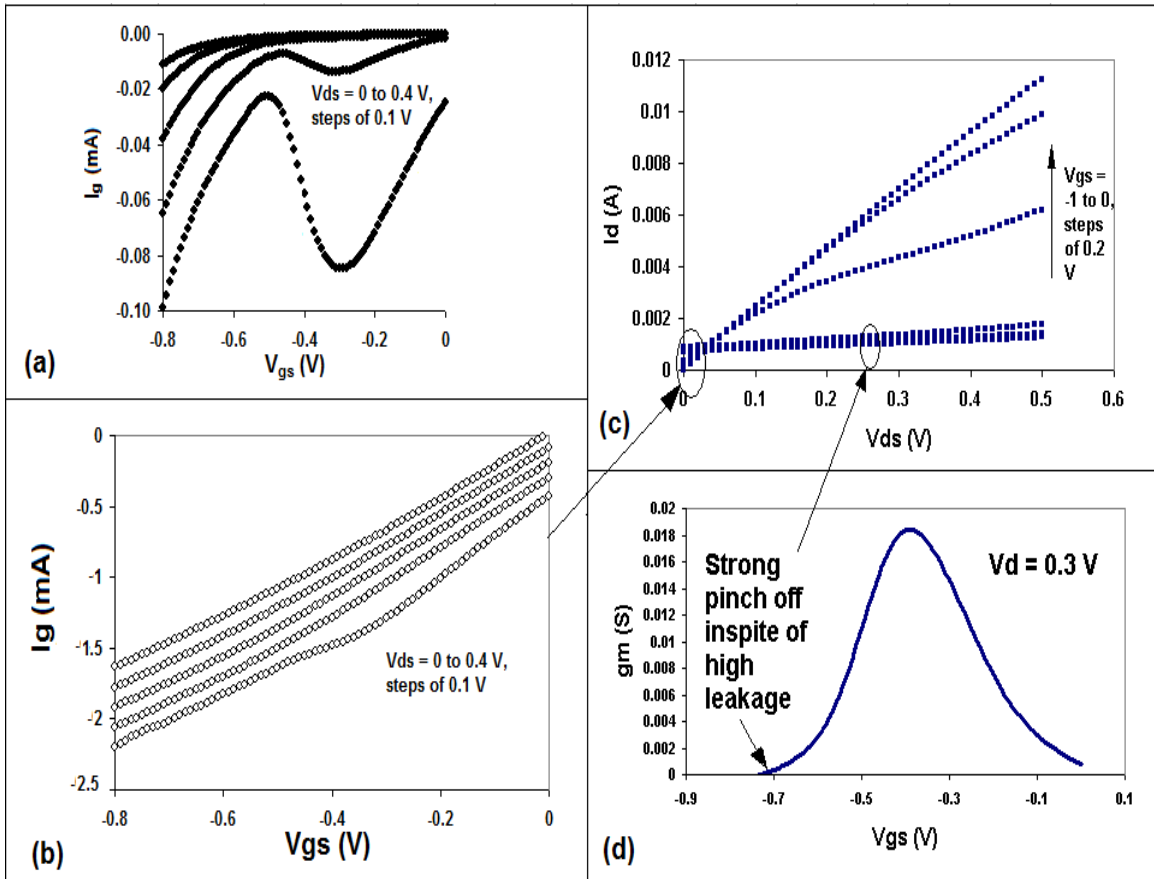 0.00
-0.02
-0.04
-0.06
-0.08
-0.10
Ig (mA)
Vds = 0 to 0.4 V,
steps of 0.1 V
-0.8 -0.6 -0.4 -0.2 0
Vgs (V)
(a)
0
-0.5
-1
-1.5
-2
-2.5
Ig (mA)
Vds = 0 to 0.4 V,
steps of 0.1 V
-0.8 -0.6 -0.4 -0.2 0
Vgs (V)
(b)
0.012
0.01
0.008
0.006
0.004
0.002
0
Id (A)
Vgs =
-1 to 0,
steps
of 0.2
V
0 0.1 0.2 0.3 0.4 0.5 0.6
Vds (V)
(c)
0.02
0.018
0.016
0.014
0.012
0.01
0.008
0.006
0.004
0.002
0
gm (S)
Strong
pinch off
inspite of
high
leakage
Vd = 0.3 V
-0.9 -0.7 -0.5 -0.3 -0.1 0.1
Vgs (V)
(d)